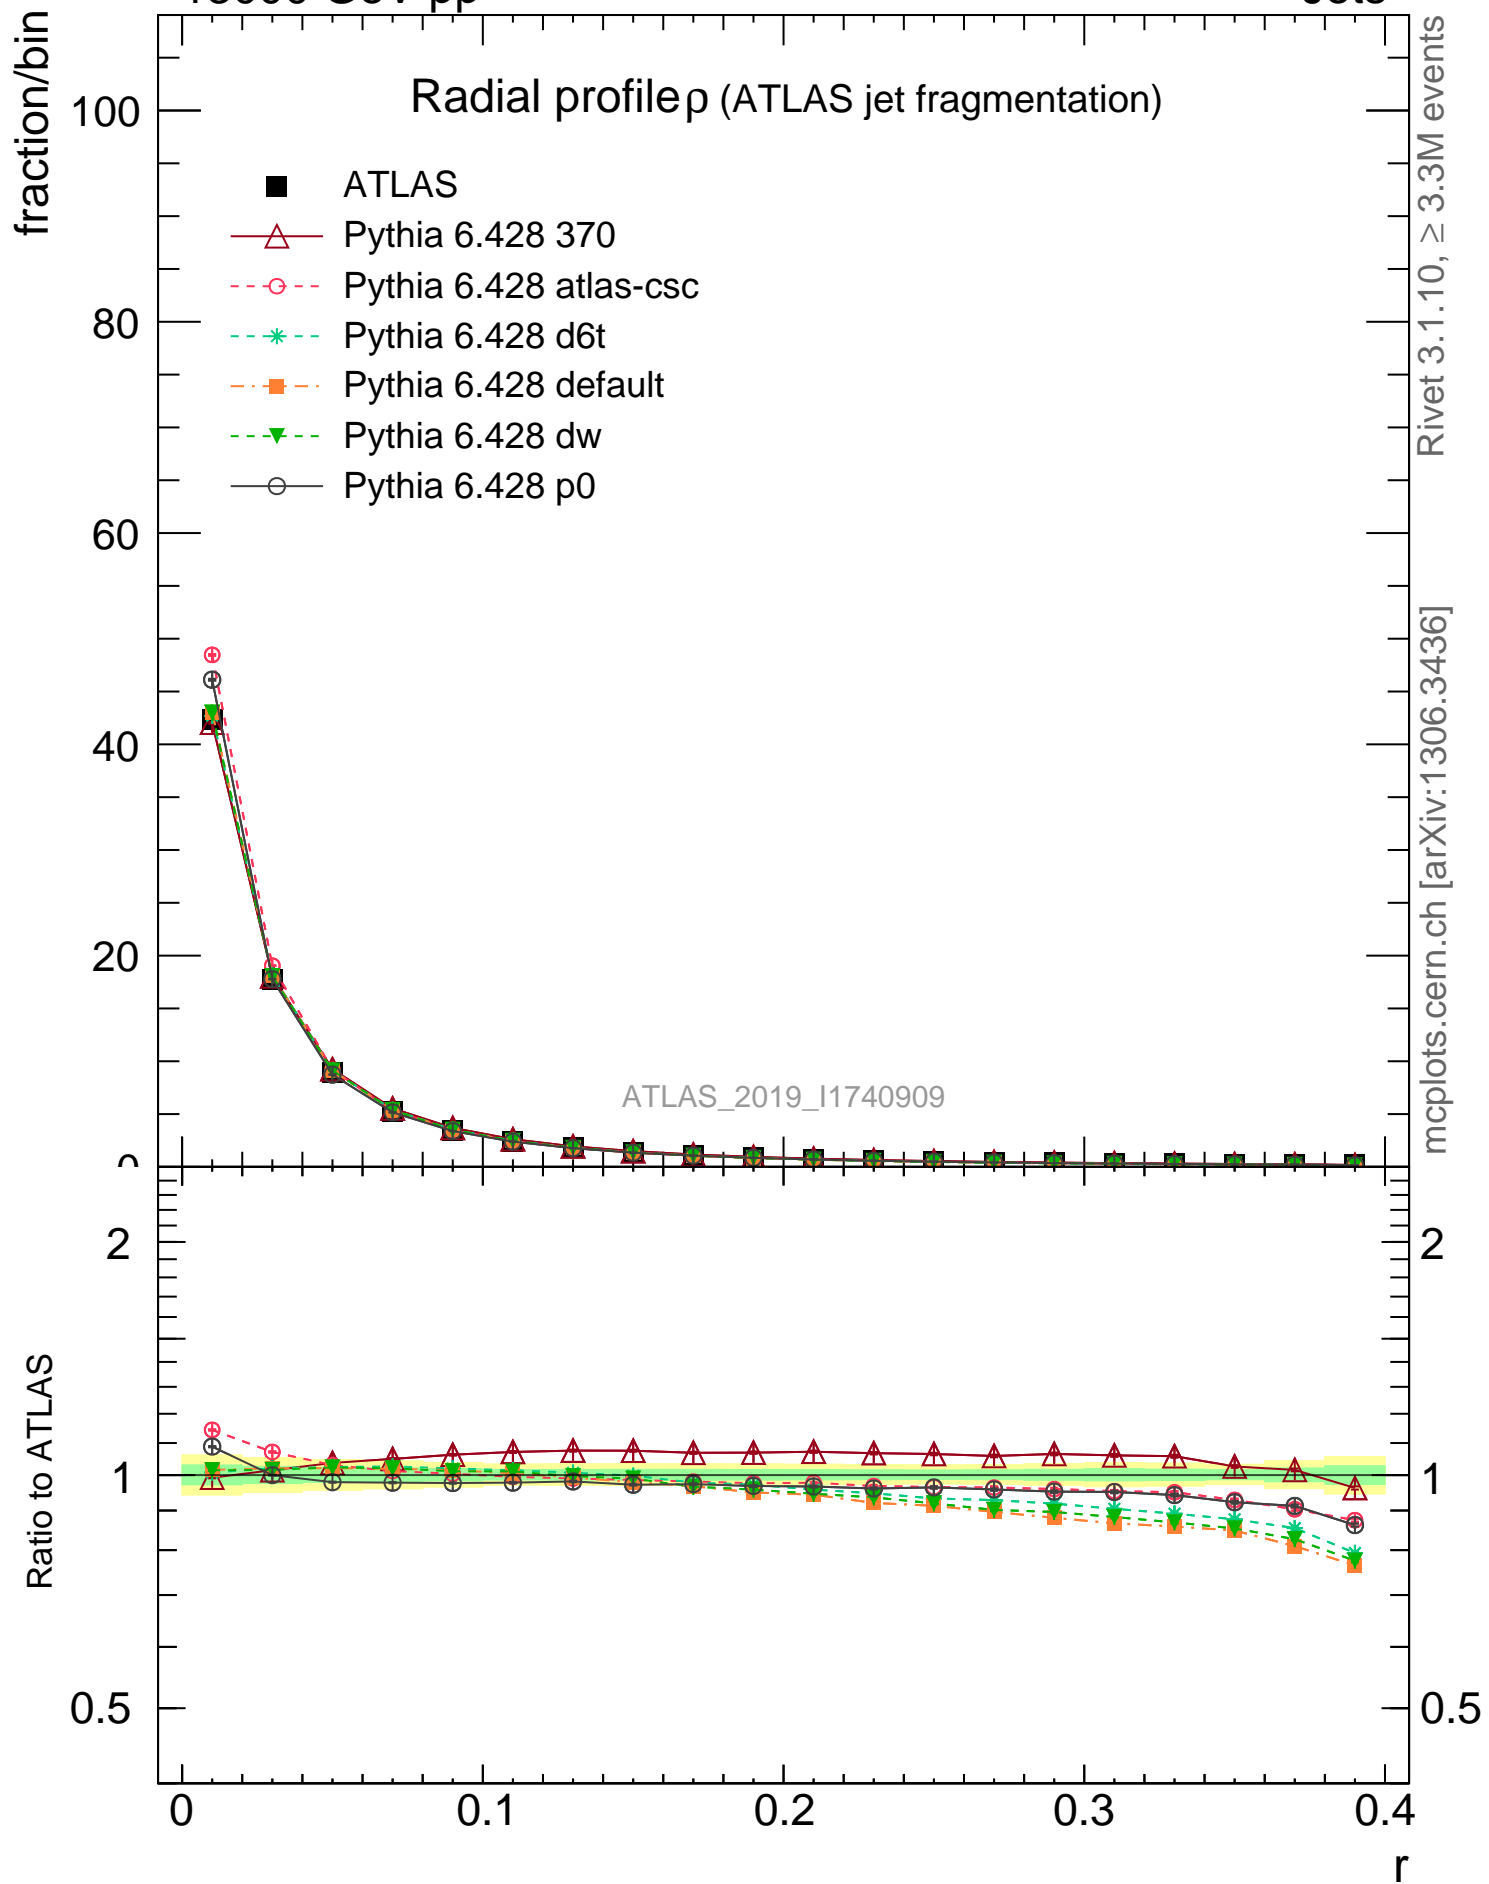 fraction/bin
Radial profileρ (ATLAS jet fragmentation)
100
80
60
40
20
ATLAS
Pythia 6.428 370
Pythia 6.428 atlas-csc
Pythia 6.428 d6t
Pythia 6.428 default
Pythia 6.428 dw
Pythia 6.428 p0
ATLAS_2019_I1740909
Rivet 3.1.10, ≥ 3.3M events
mcplots.cern.ch [arXiv:1306.3436]
Ratio to ATLAS
2
1
0.5
2
1
0.5
0
0.1
0.2
0.3
0.4
r